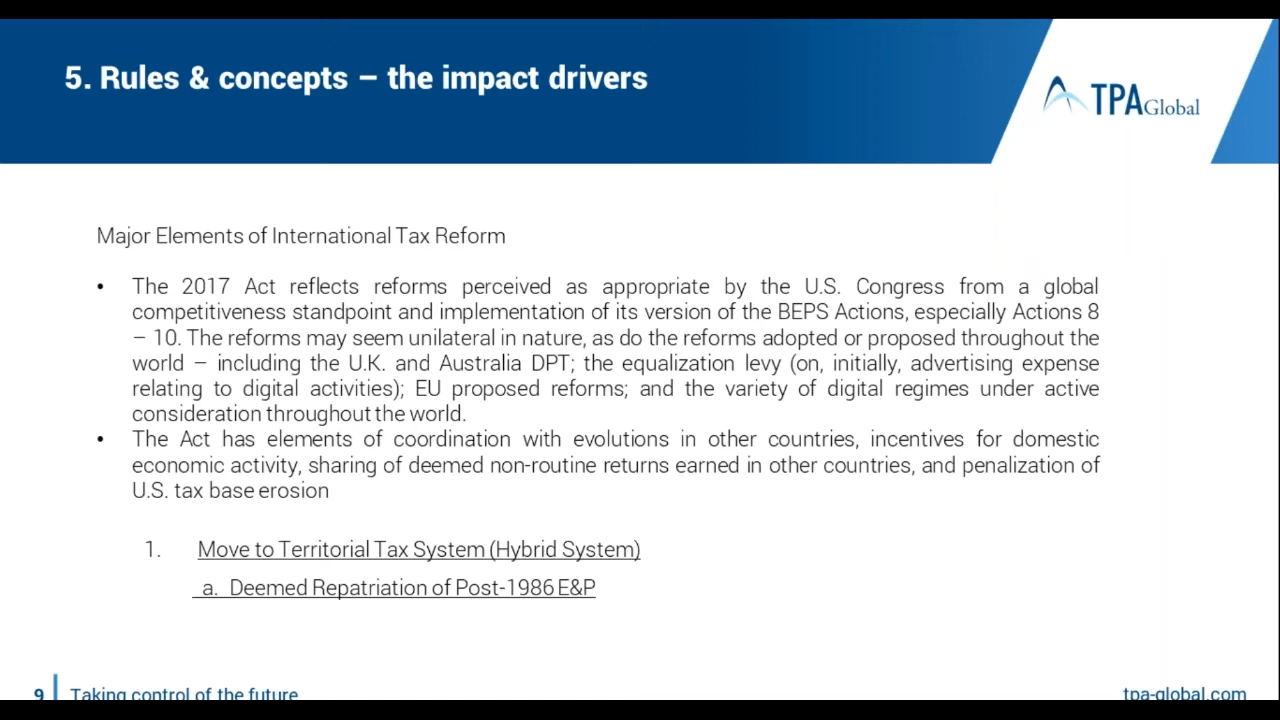 5. Rules & concepts – the impact drivers
TPA Global
Major Elements of International Tax Reform
• The 2017 Act reflects reforms perceived as appropriate by the U.S. Congress from a global
competitiveness standpoint and implementation of its version of the BEPS Actions, especially Actions 8
– 10. The reforms may seem unilateral in nature, as do the reforms adopted or proposed throughout the
world – including the U.K. and Australia DPT; the equalization levy (on, initially, advertising expense
relating to digital activities); EU proposed reforms; and the variety of digital regimes under active
consideration throughout the world.
• The Act has elements of coordination with evolutions in other countries, incentives for domestic
economic activity, sharing of deemed non-routine returns earned in other countries, and penalization of
U.S. tax base erosion
1. Move to Territorial Tax System (Hybrid System)
a. Deemed Repatriation of Post-1986 E&P
9 Taking control of the future
tpa-global.com